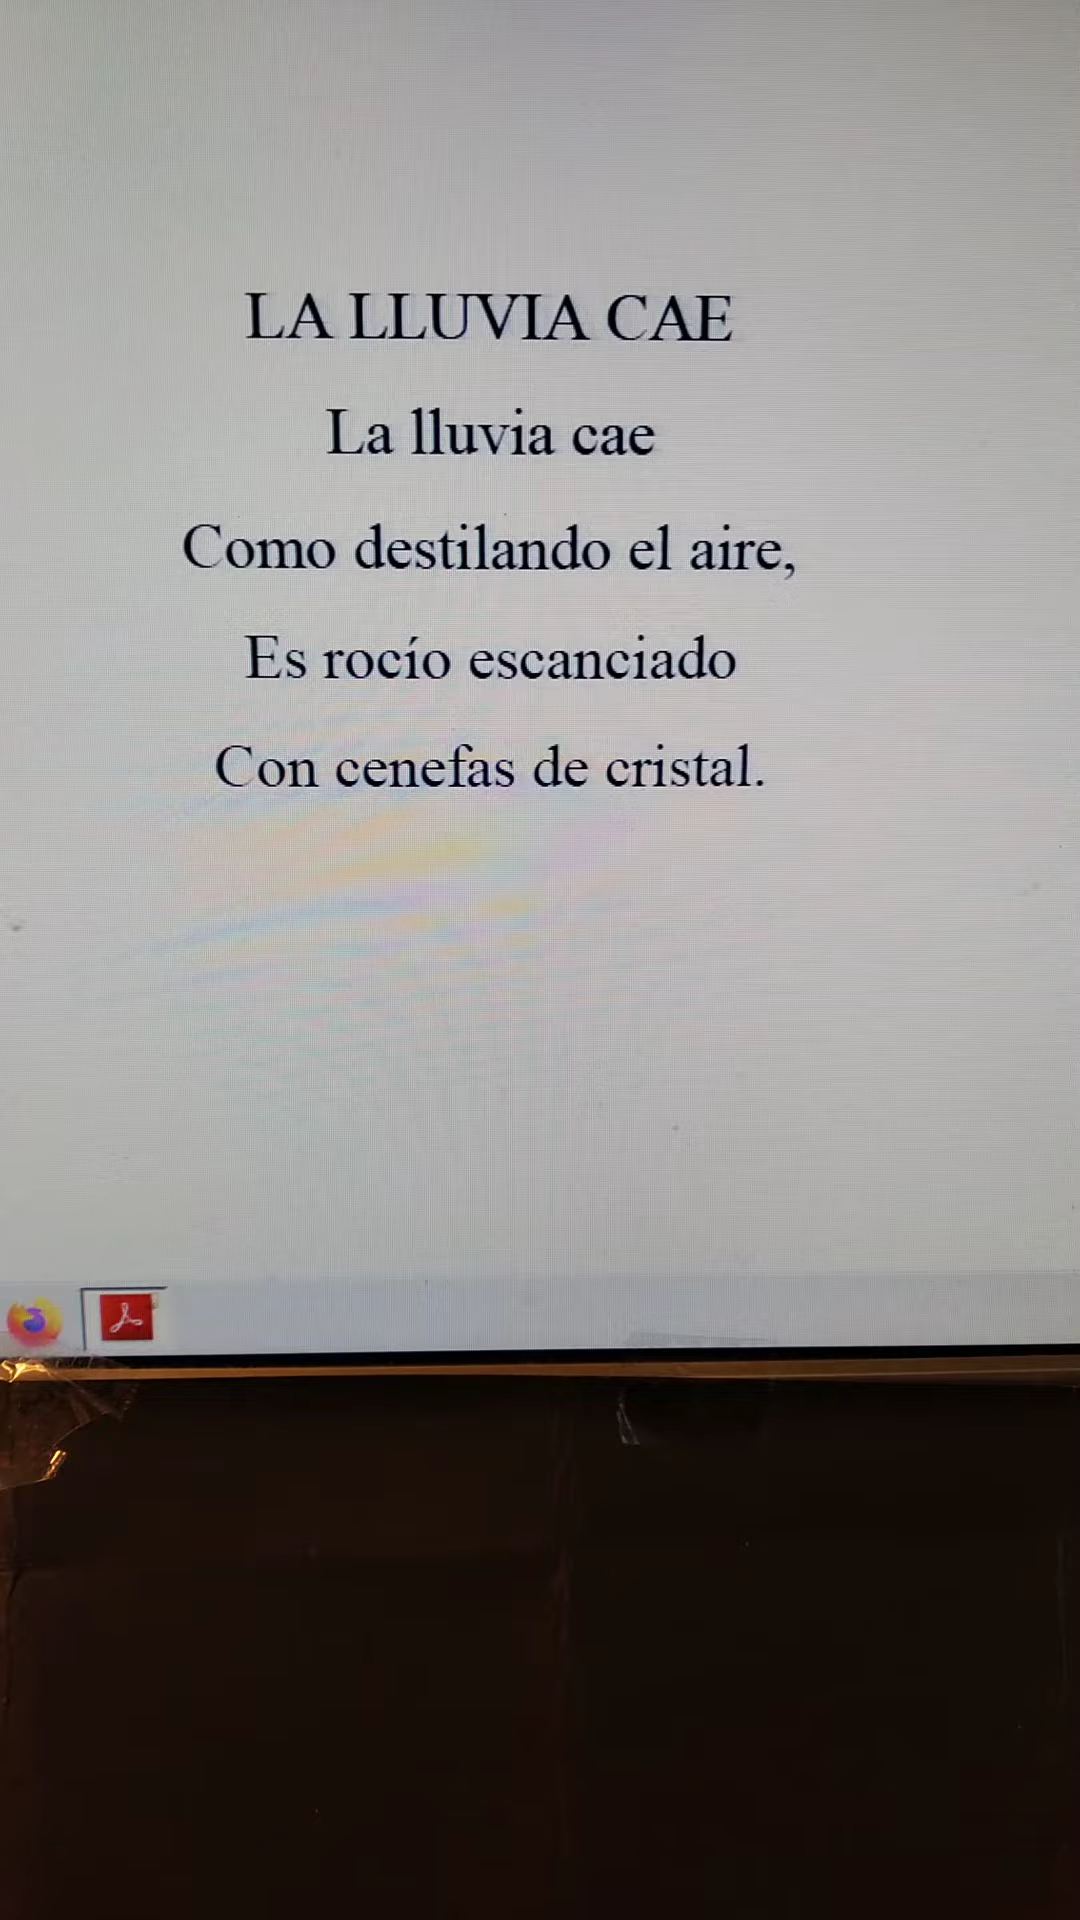 LA LLUVIA CAE
La lluvia cae
Como destilando el aire,
Es rocío escanciado
Con cenefas de cristal.